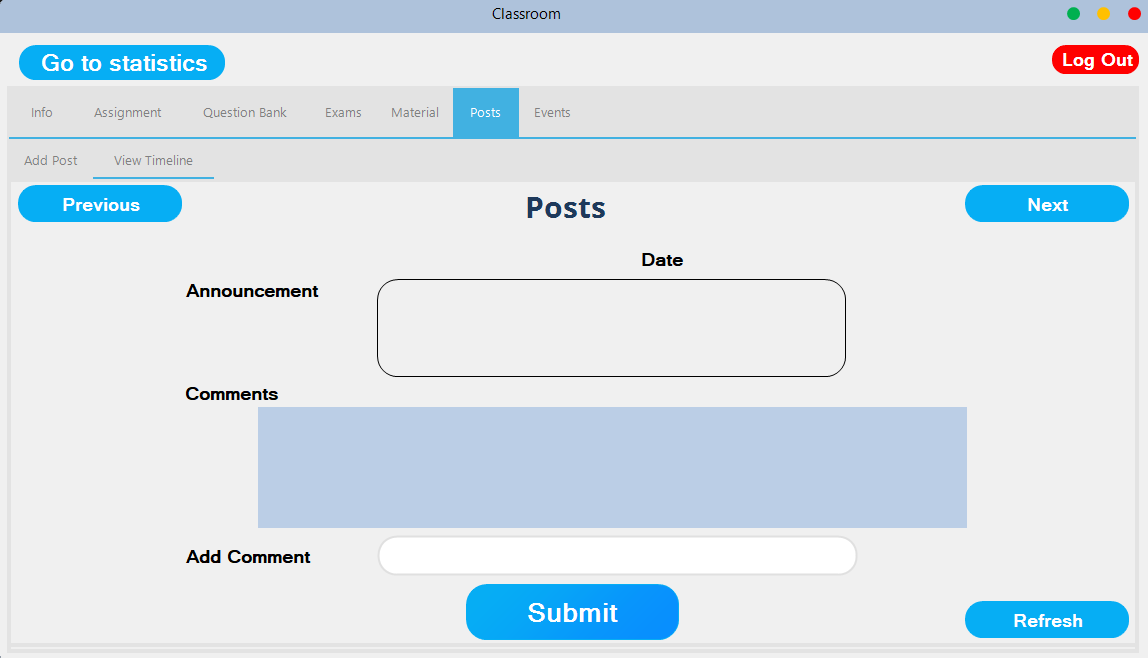 Classroom
Go to statistics
Log Out
Info Assignment Question Bank Exams Material Posts Events
Add Post View Timeline
Previous Posts Next
Date
Announcement
Comments
Add Comment
Submit
Refresh